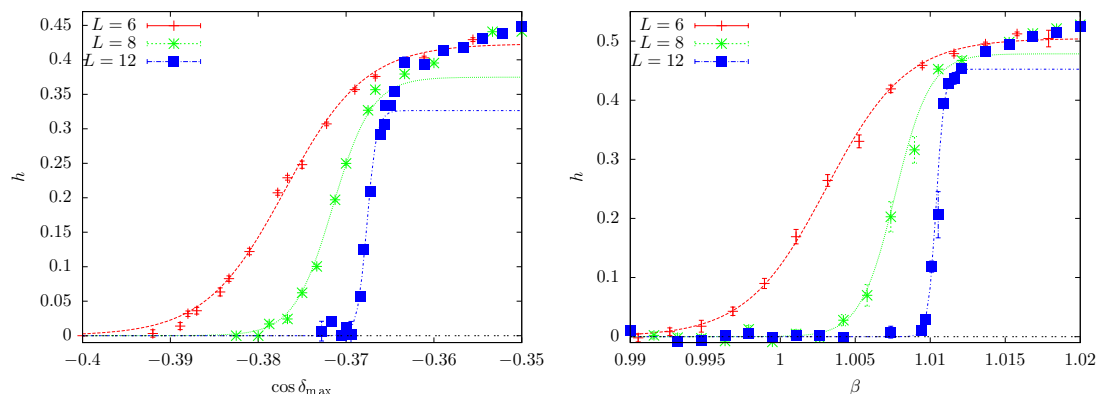 0.45
0.4
0.35
0.3
0.25
0.2
0.15
0.1
0.05
0
h
−0.4 −0.39 −0.38 −0.37 −0.36 −0.35
cos δmax
L = 6
L = 8
L = 12
0.5
0.4
0.3
0.2
0.1
0
h
0.99 0.995 1 1.005 1.01 1.015 1.02
β
L = 6
L = 8
L = 12